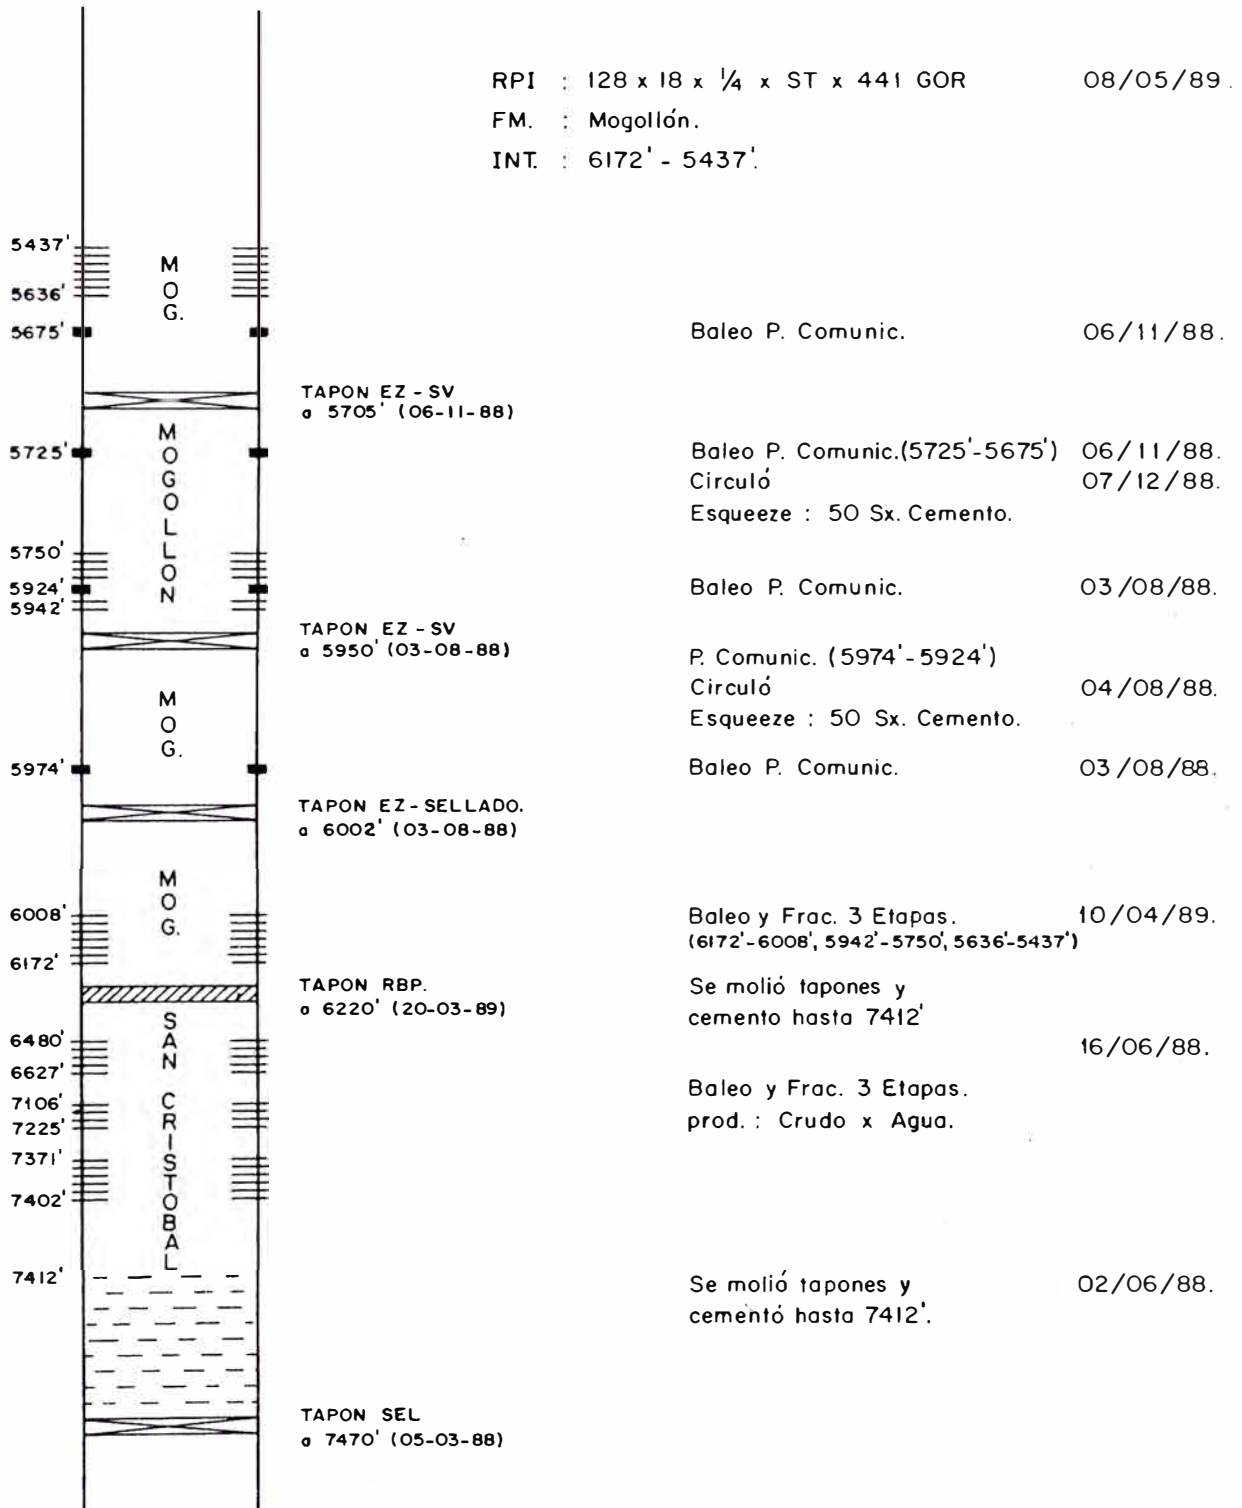 RPI : 128 x 18 x 1/4 x ST x 441 GOR 08/05/89.
FM. : Mogollón.
INT. : 6172' - 5437'.
5437'
MOG.
5636'
5675' Baleo P. Comunic. 06/11/88.
TAPON EZ-SV
a 5705' (06-11-88)
MOGOLLON
5725' Baleo P. Comunic.(5725'-5675') 06/11/88.
Circuló 07/12/88.
Esqueeze : 50 Sx. Cemento.
5750'
5924' Baleo P. Comunic. 03/08/88.
5942'
TAPON EZ-SV
a 5950' (03-08-88)
P. Comunic. (5974'-5924')
Circuló 04/08/88.
Esqueeze : 50 Sx. Cemento.
MOG.
5974' Baleo P. Comunic. 03/08/88.
TAPON EZ-SELLADO.
a 6002' (03-08-88)
MOG.
6008' Baleo y Frac. 3 Etapas. 10/04/89.
(6172'-6008', 5942'-5750', 5636'-5437')
6172'
TAPON RBP. Se molió tapones y
a 6220' (20-03-89) cemento hasta 7412'
SAN CRISTOBAL
6480' 16/06/88.
6627' Baleo y Frac. 3 Etapas.
7106' prod. : Crudo x Agua.
7225'
7371'
7402'
7412' Se molió tapones y 02/06/88.
cementó hasta 7412'.
TAPON SEL
a 7470' (05-03-88)